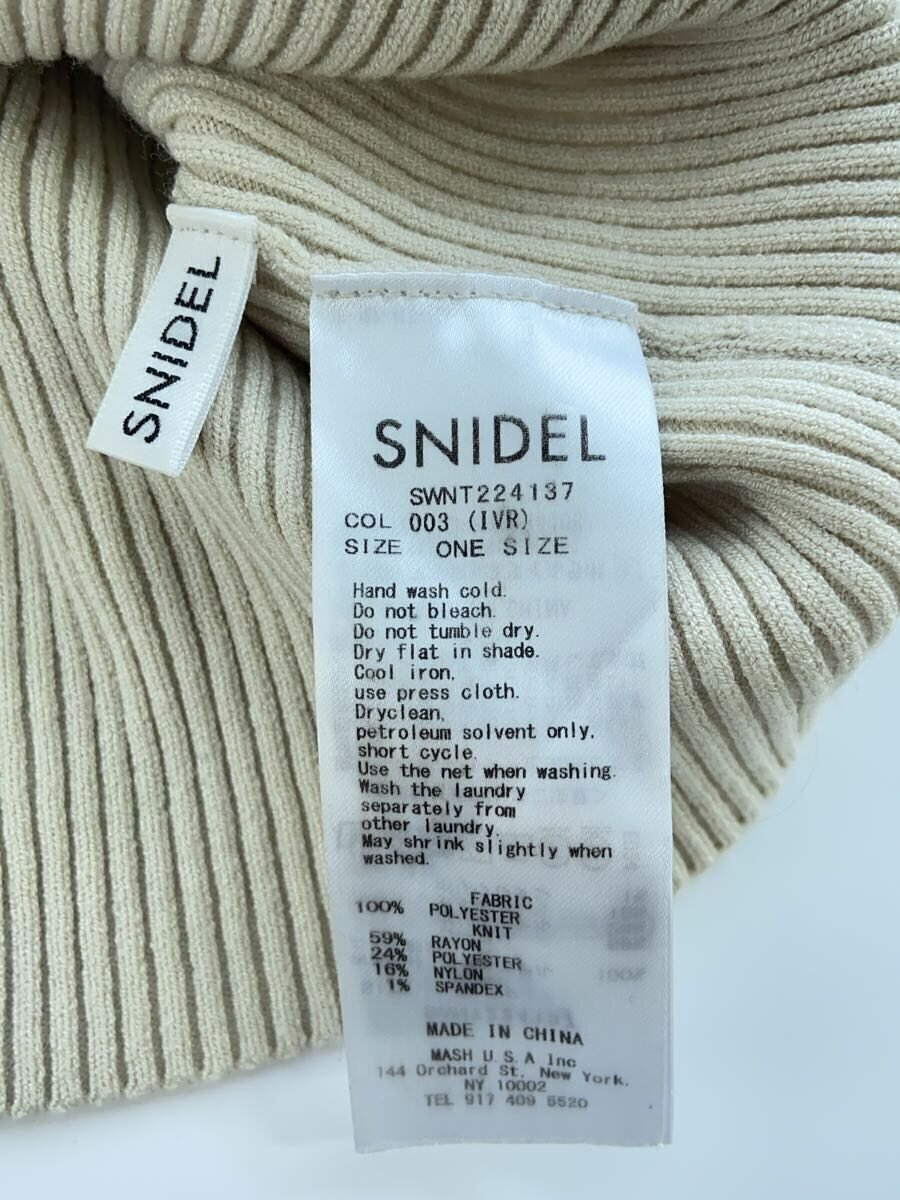 SNIDEL
SNIDEL
SWNT224137
COL 003 (IVR)
SIZE ONE SIZE
Hand wash cold.
Do not bleach.
Do not tumble dry.
Dry flat in shade.
Cool iron,
use press cloth.
Dryclean,
petroleum solvent only.
short cycle.
Use the net when washing.
Wash the laundry
separately from
other laundry.
May shrink slightly when
washed.
FABRIC
100% POLYESTER
KNIT
59% RAYON
24% POLYESTER
16% NYLON
1% SPANDEX
MADE IN CHINA
MASH U.S.A Inc
144 Orchard St. New York.
NY 10002
TEL 917 409 5520